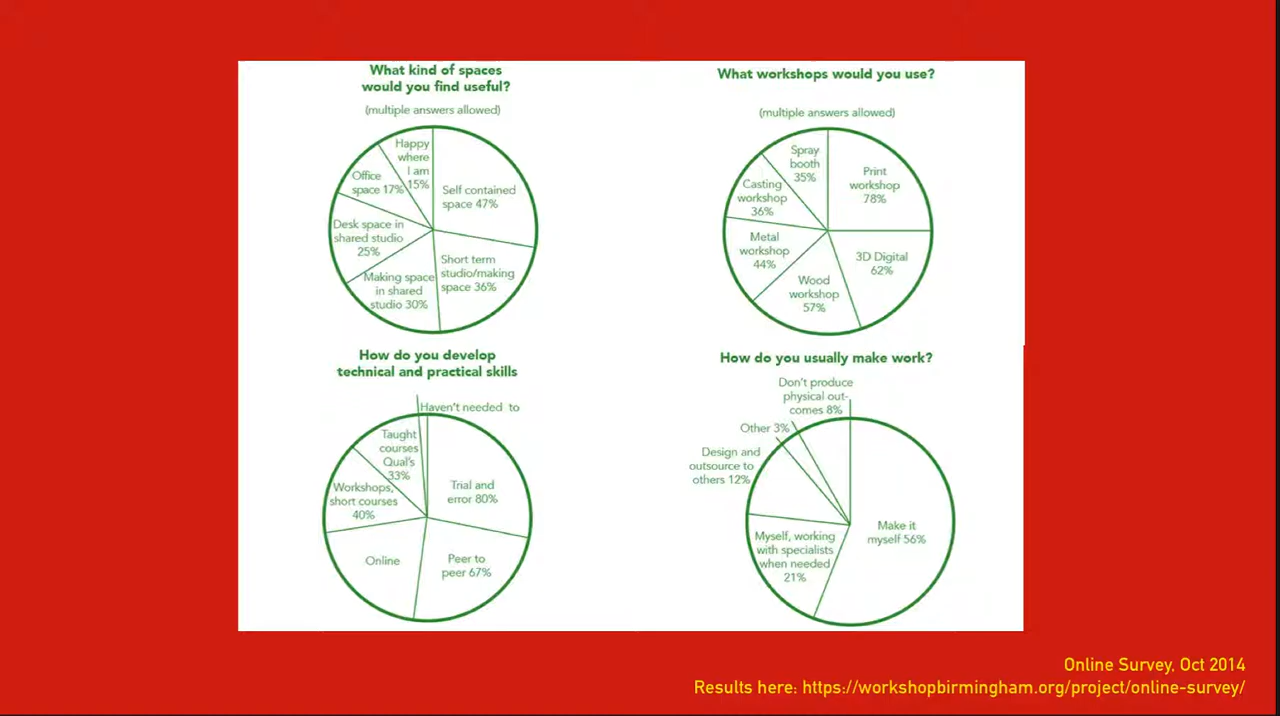 What kind of spaces
would you find useful?
(multiple answers allowed)
Happy
where
I am
15%
Office
space 17%
Self contained
space 47%
Desk space in
shared studio
25%
Short term
studio/making
space 36%
Making space
in shared
studio 30%
What workshops would you use?
(multiple answers allowed)
Spray
booth
35%
Print
workshop
78%
Casting
workshop
36%
Metal
workshop
44%
3D Digital
62%
Wood
workshop
57%
How do you develop
technical and practical skills
Haven't needed to
Taught
courses
Qual's
33%
Workshops,
short courses
40%
Trial and
error 80%
Online
Peer to
peer 67%
How do you usually make work?
Don't produce
physical out-
comes 8%
Other 3%
Design and
outsource to
others 12%
Make it
myself 56%
Myself, working
with specialists
when needed
21%
Online Survey, Oct 2014
Results here: https://workshopbirmingham.org/project/online-survey/